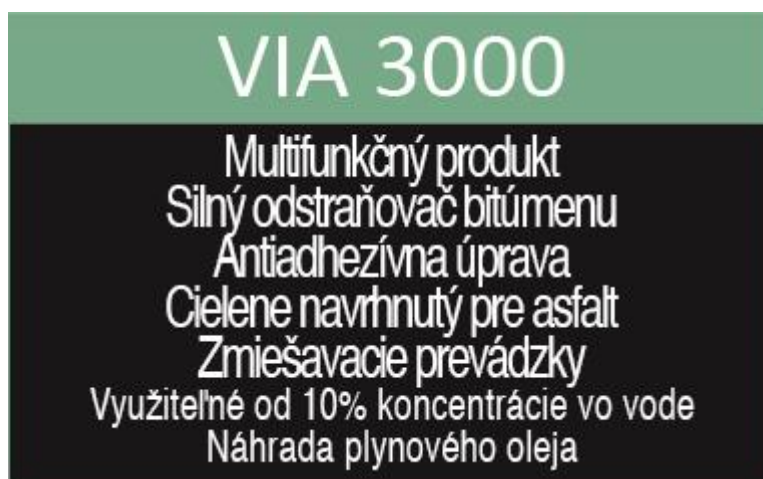 VIA 3000
Multifunkčný produkt
Silný odstraňovač bitúmenu
Antiadhezívna úprava
Cielene navrhnutý pre asfalt
Zmiešavacie prevádzky
Využiteľné od 10% koncentrácie vo vode
Náhrada plynového oleja